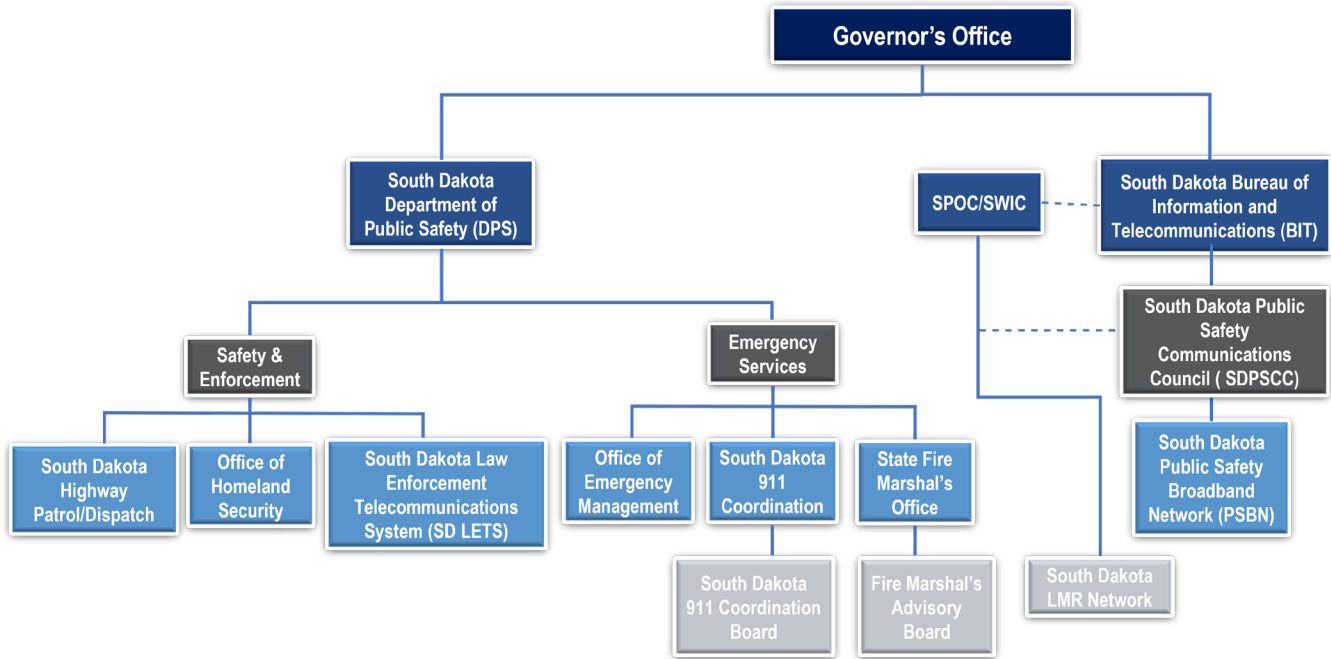 Governor's Office
South Dakota
Department of
Public Safety (DPS)
SPOC/SWIC
South Dakota Bureau of
Information and
Telecommunications (BIT)
South Dakota Public
Safety
Communications
Council ( SDPSCC)
Safety &
Enforcement
Emergency
Services
South Dakota
Highway
Patrol/Dispatch
Office of
Homeland
Security
South Dakota Law
Enforcement
Telecommunications
System (SD LETS)
Office of
Emergency
Management
South Dakota
911
Coordination
State Fire
Marshal's
Office
South Dakota
Public Safety
Broadband
Network (PSBN)
South Dakota
911 Coordination
Board
Fire Marshal's
Advisory
Board
South Dakota
LMR Network